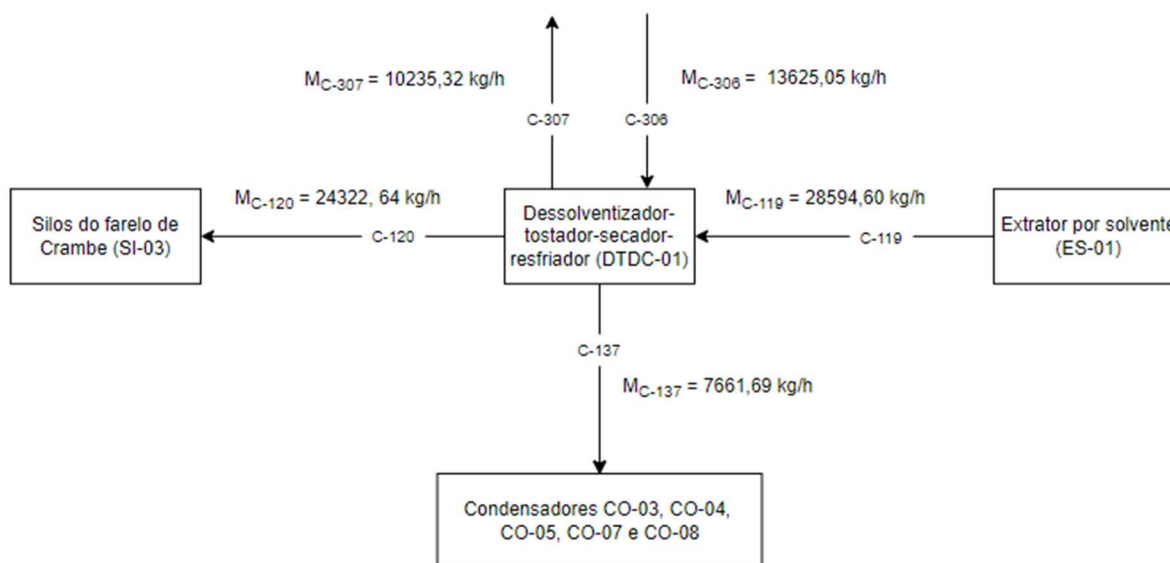 M_C-307 = 10235,32 kg/h
M_C-306 = 13625,05 kg/h
C-307
C-306
M_C-120 = 24322, 64 kg/h
M_C-119 = 28594,60 kg/h
Silos do farelo de
Crambe (SI-03)
C-120
Dessolventizador-
tostador-secador-
resfriador (DTDC-01)
C-119
Extrator por solvente
(ES-01)
C-137
M_C-137 = 7661,69 kg/h
Condensadores CO-03, CO-04,
CO-05, CO-07 e CO-08